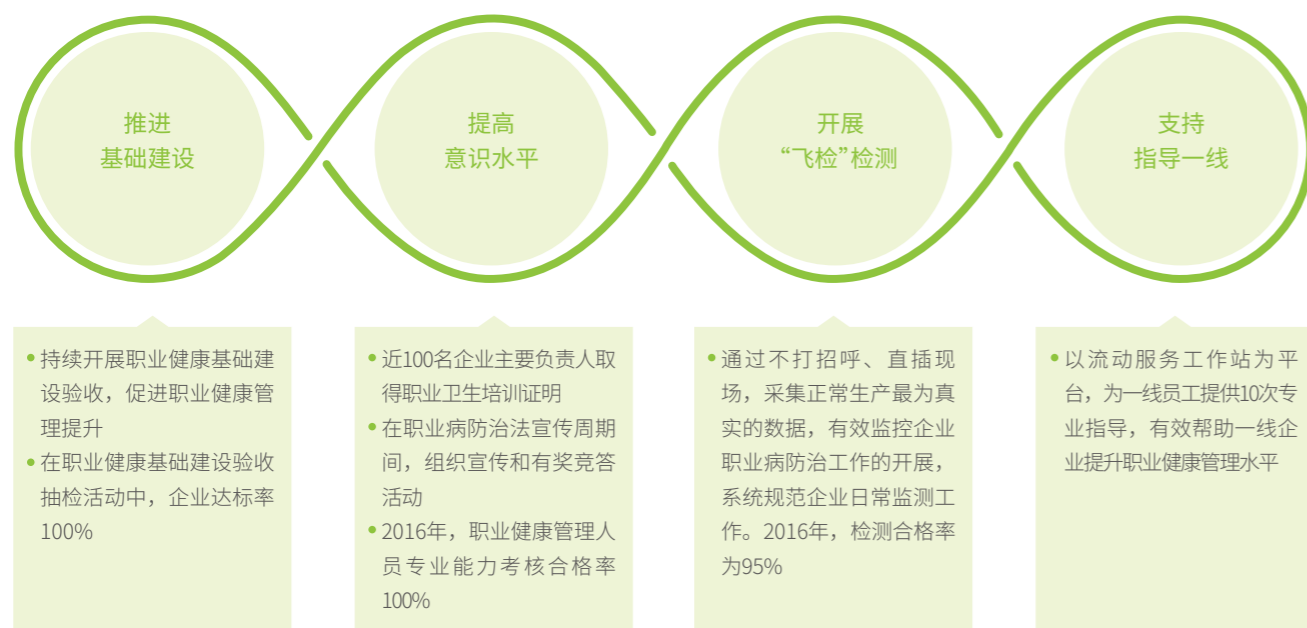 推进
基础建设
提高
意识水平
开展
“飞检”检测
支持
指导一线
持续开展职业健康基础建
设验收，促进职业健康管
理提升
在职业健康基础建设验收
抽检活动中，企业达标率
100%
近100名企业主要负责人取
得职业卫生培训证明
在职业病防治法宣传周期
间，组织宣传和有奖竞答
活动
2016年，职业健康管理人
员专业能力考核合格率
100%
通过不打招呼、直插现
场，采集正常生产最为真
实的数据，有效监控企业
职业病防治工作的开展，
系统规范企业日常监测工
作。2016年，检测合格率
为95%
以流动服务工作站为平
台，为一线员工提供10次专
业指导，有效帮助一线企
业提升职业健康管理水平